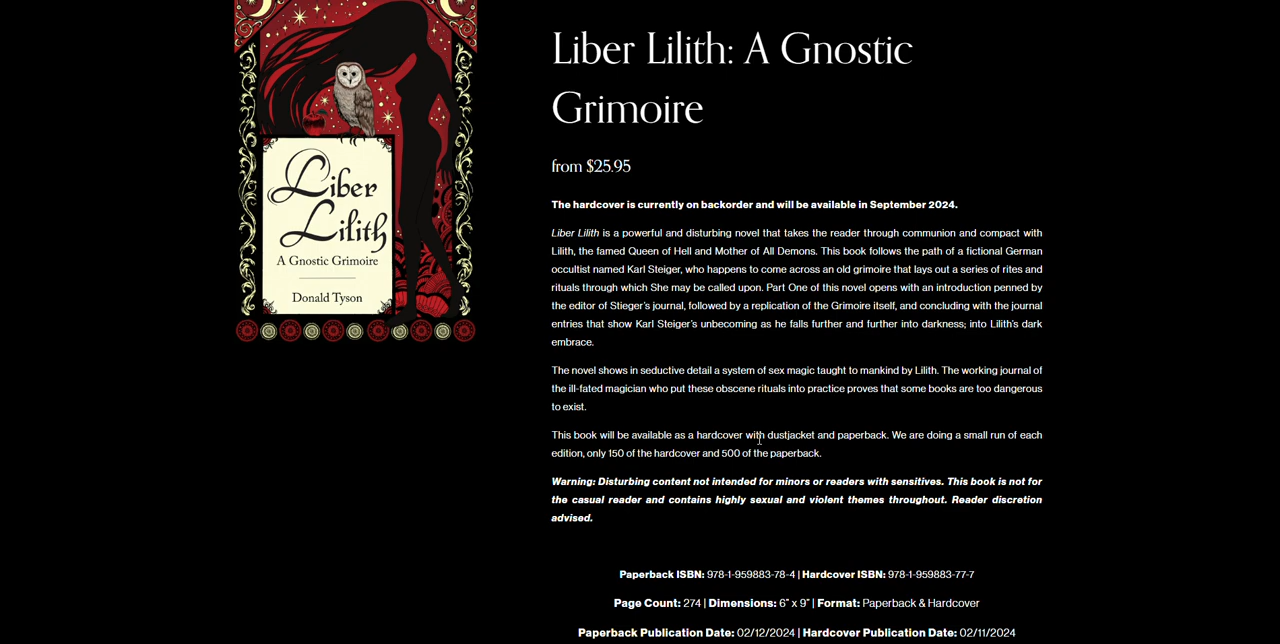 Liber
Lilith
A Gnostic Grimoire
Donald Tyson
Liber Lilith: A Gnostic
Grimoire
from $25.95
The hardcover is currently on backorder and will be available in September 2024.
Liber Lilith is a powerful and disturbing novel that takes the reader through communion and compact with
Lilith, the famed Queen of Hell and Mother of All Demons. This book follows the path of a fictional German
occultist named Karl Steiger, who happens to come across an old grimoire that lays out a series of rites and
rituals through which She may be called upon. Part One of this novel opens with an introduction penned by
the editor of Stieger's journal, followed by a replication of the Grimoire itself, and concluding with the journal
entries that show Karl Steiger's unbecoming as he falls further and further into darkness; into Lilith's dark
embrace.
The novel shows in seductive detail a system of sex magic taught to mankind by Lilith. The working journal of
the ill-fated magician who put these obscene rituals into practice proves that some books are too dangerous
to exist.
This book will be available as a hardcover with dustjacket and paperback. We are doing a small run of each
edition, only 150 of the hardcover and 500 of the paperback.
Warning: Disturbing content not intended for minors or readers with sensitives. This book is not for
the casual reader and contains highly sexual and violent themes throughout. Reader discretion
advised.
Paperback ISBN: 978-1-959883-78-4 | Hardcover ISBN: 978-1-959883-77-7
Page Count: 274 | Dimensions: 6" x 9" | Format: Paperback & Hardcover
Paperback Publication Date: 02/12/2024 | Hardcover Publication Date: 02/11/2024